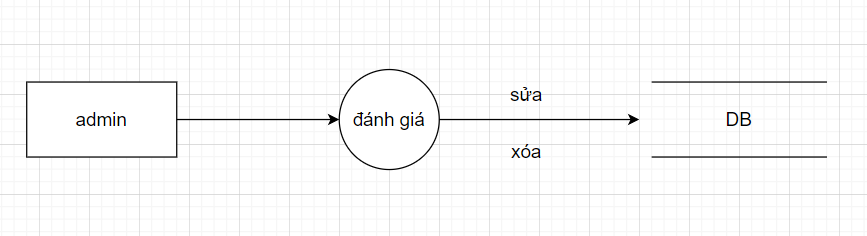 admin
đánh giá
sửa
xóa
DB